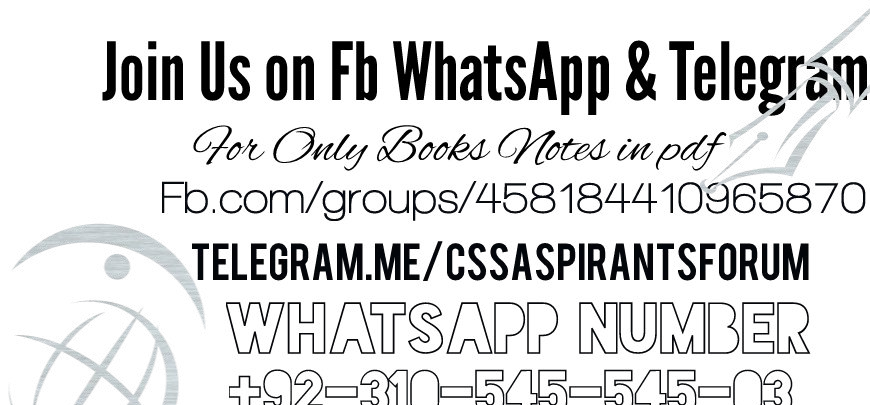 Join Us on Fb WhatsApp & Telegram
For Only Books Notes in pdf
Fb.com/groups/458184410965870
TELEGRAM.ME/CSSASPIRANTSFORUM
WHATSAPP NUMBER
+92-310-545-545-03